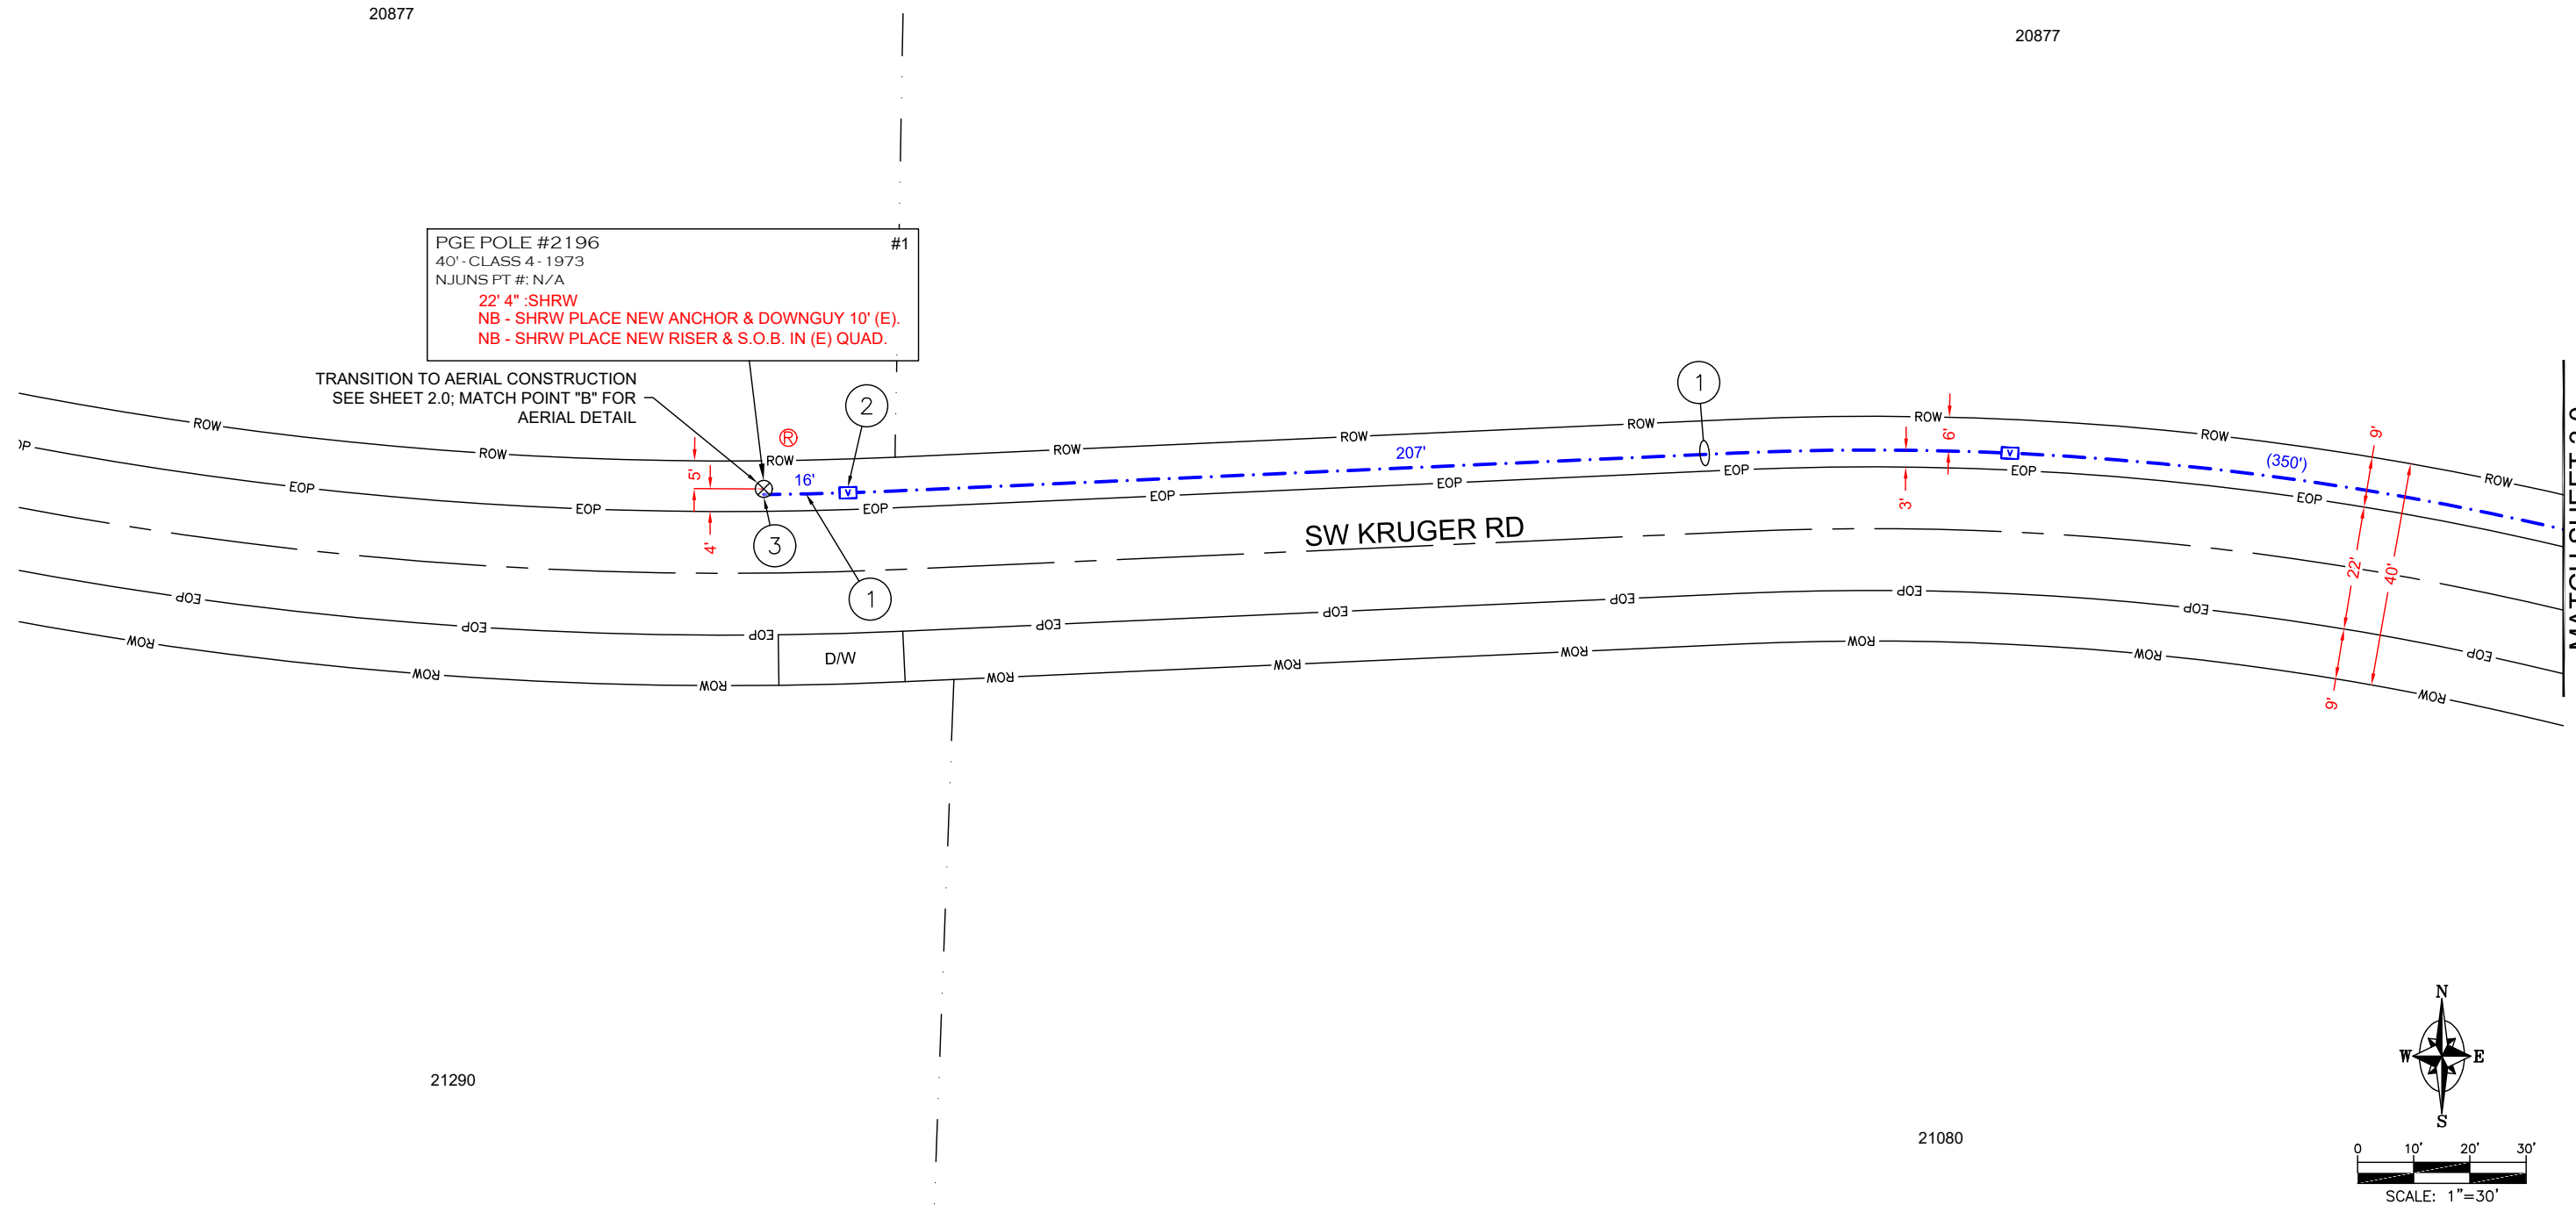 20877
20877
PGE POLE #2196 #1
40' - CLASS 4 - 1973
NJUNS PT #: N/A
22' 4" :SHRW
NB - SHRW PLACE NEW ANCHOR & DOWNGUY 10' (E).
NB - SHRW PLACE NEW RISER & S.O.B. IN (E) QUAD.
TRANSITION TO AERIAL CONSTRUCTION
SEE SHEET 2.0; MATCH POINT "B" FOR
AERIAL DETAIL
2
1
R
ROW
ROW
ROW
ROW
ROW
ROW
ROW
ROW
ROW
5'
4'
16'
V
207'
6'
3'
V
(350')
9'
22'
40'
9'
EOP
EOP
EOP
EOP
EOP
EOP
EOP
EOP
3
1
SW KRUGER RD
EOP
EOP
EOP
EOP
EOP
EOP
EOP
EOP
EOP
D/W
ROW
ROW
ROW
ROW
ROW
ROW
ROW
ROW
ROW
21290
21080
N
W
E
S
0 10' 20' 30'
SCALE: 1"=30'